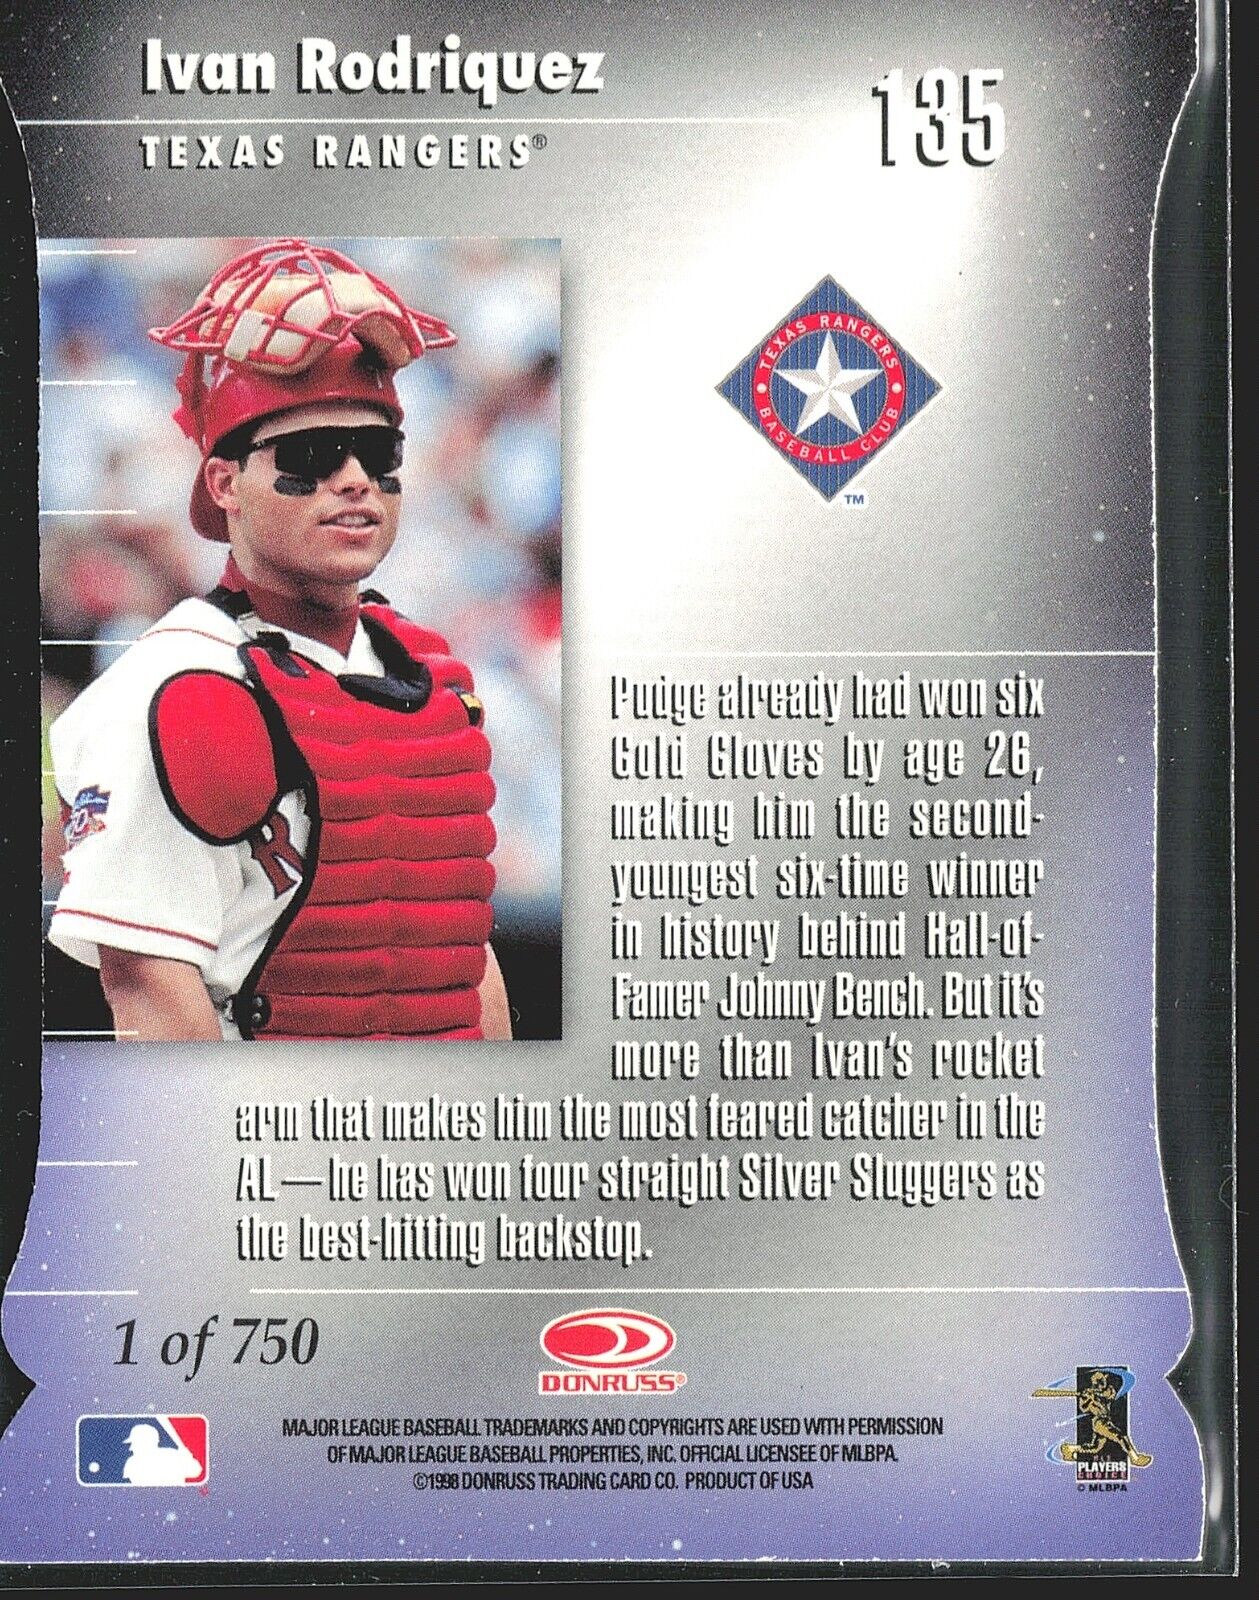 Ivan Rodriquez
135
TEXAS RANGERS®
TEXAS RANGERS
BASEBALL CLUB
TM
Pudge already had won six
Gold Gloves by age 26,
making him the second-
youngest six-time winner
in history behind Hall-of-
Famer Johnny Bench. But it's
more than Ivan's rocket
arm that makes him the most feared catcher in the
AL—he has won four straight Silver Sluggers as
the best-hitting backstop.
1 of 750
DONRUSS®
MAJOR LEAGUE BASEBALL TRADEMARKS AND COPYRIGHTS ARE USED WITH PERMISSION
OF MAJOR LEAGUE BASEBALL PROPERTIES, INC. OFFICIAL LICENSEE OF MLBPA.
©1998 DONRUSS TRADING CARD CO. PRODUCT OF USA
PLAYERS
CHOICE
© MLBPA